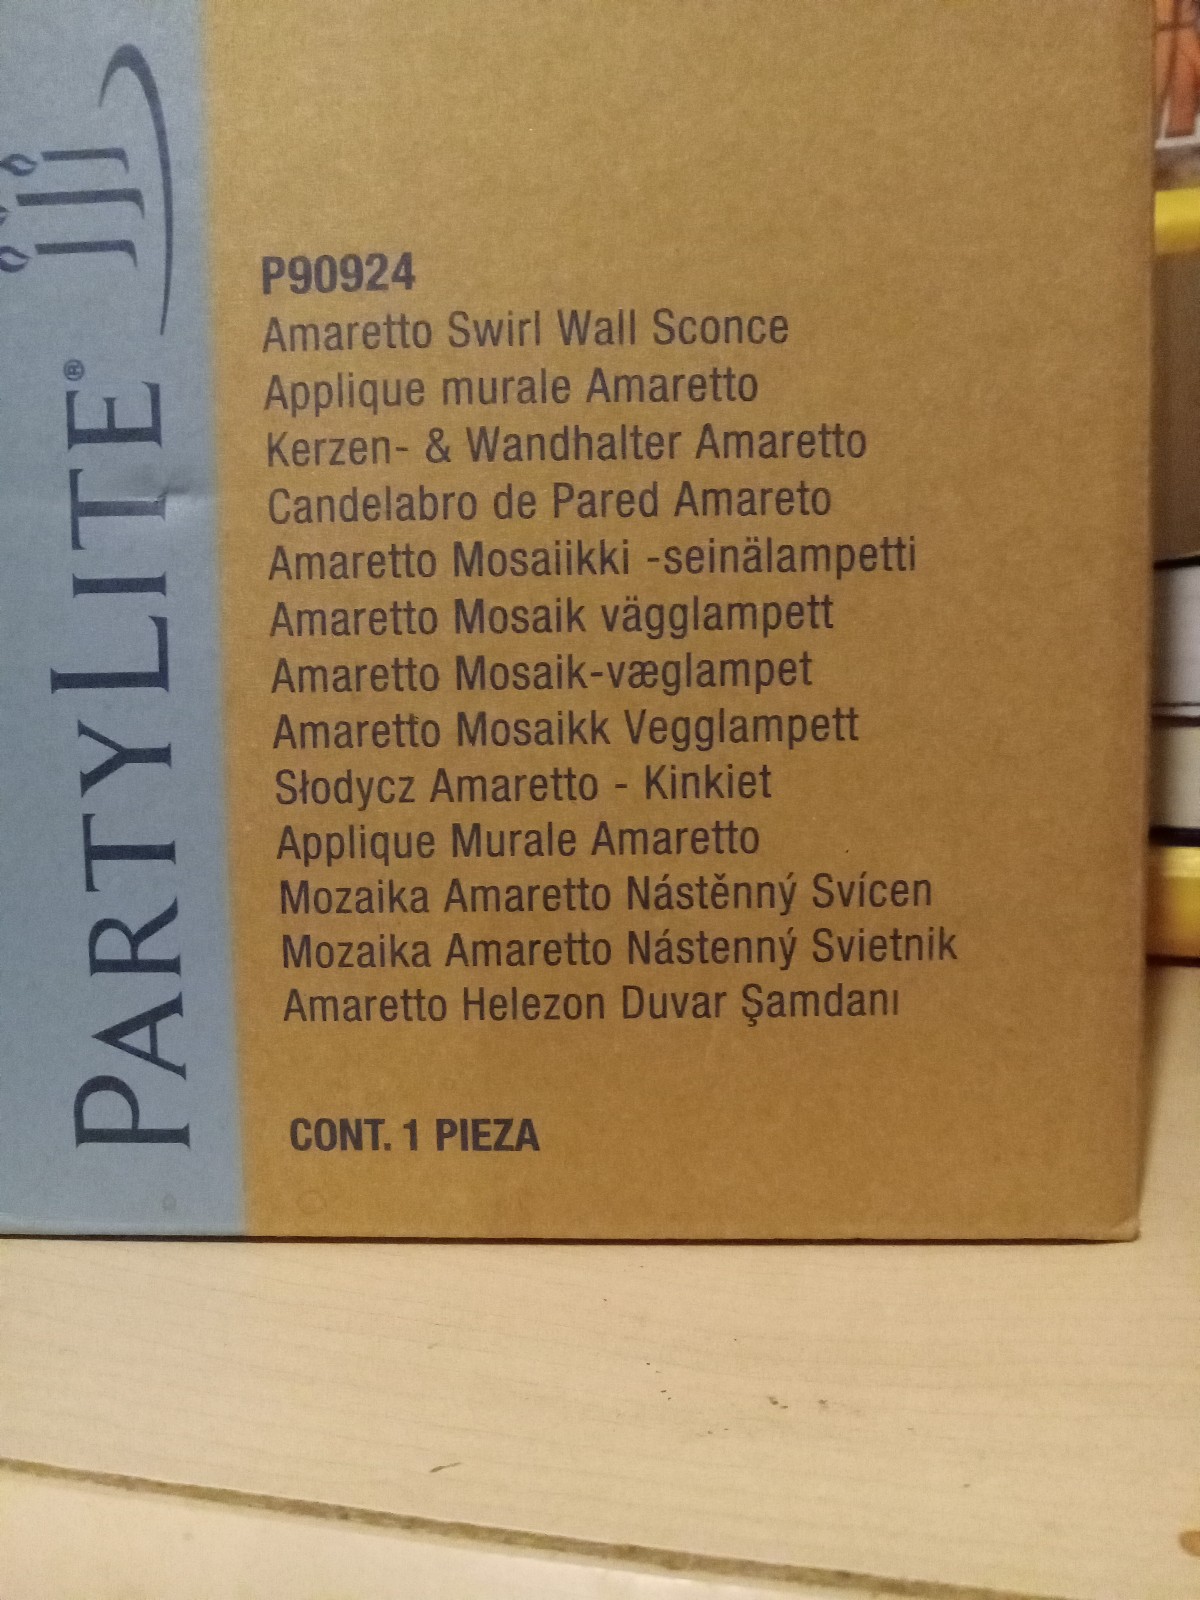 PARTYLITE®
P90924
Amaretto Swirl Wall Sconce
Applique murale Amaretto
Kerzen- & Wandhalter Amaretto
Candelabro de Pared Amareto
Amaretto Mosaiikki -seinälampetti
Amaretto Mosaik vägglampett
Amaretto Mosaik-væglampet
Amaretto Mosaikk Vegglampett
Słodycz Amaretto - Kinkiet
Applique Murale Amaretto
Mozaika Amaretto Nástěnný Svícen
Mozaika Amaretto Nástenný Svietnik
Amaretto Helezon Duvar Şamdanı
CONT. 1 PIEZA